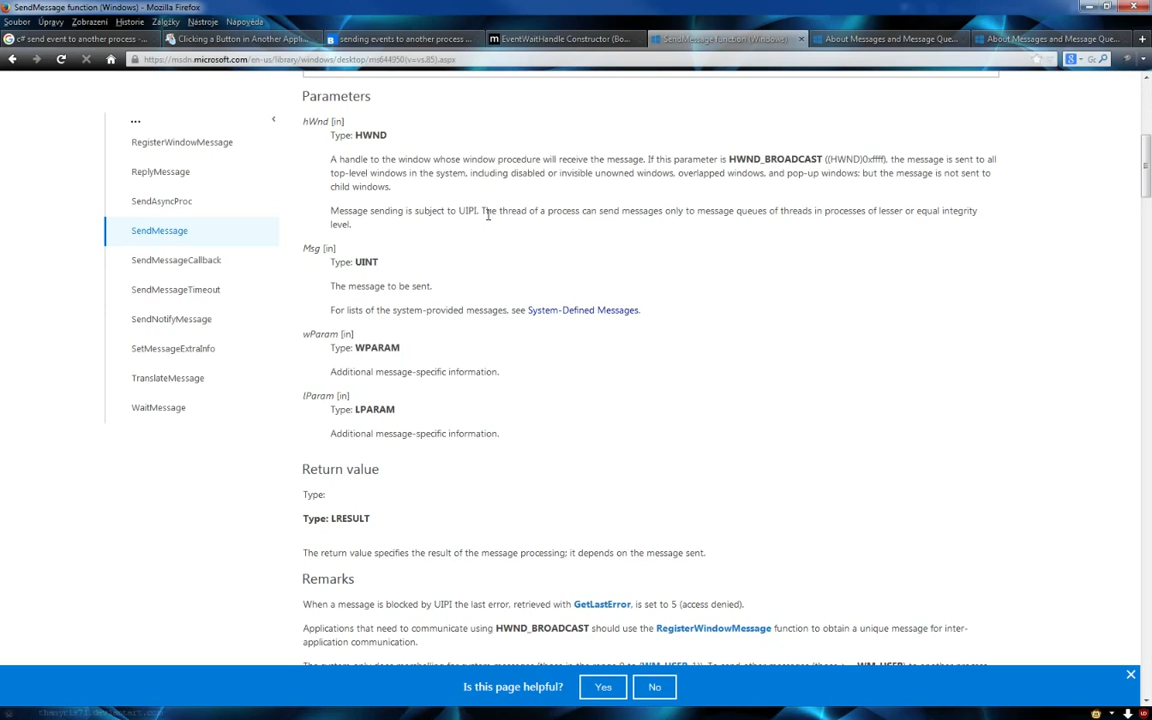 SendMessage function (Windows) - Mozilla Firefox
Soubor Úpravy Zobrazení Historie Záložky Nástroje Nápověda
c# send event to another process -...
Clicking a Button in Another Appli...
sending events to another process ...
EventWaitHandle Constructor (Bo...
SendMessage function (Windows)
About Messages and Message Que...
About Messages and Message Que...
https://msdn.microsoft.com/en-us/library/windows/desktop/ms644950(v=vs.85).aspx
...
RegisterWindowMessage
ReplyMessage
SendAsyncProc
SendMessage
SendMessageCallback
SendMessageTimeout
SendNotifyMessage
SetMessageExtraInfo
TranslateMessage
WaitMessage
Parameters
hWnd [in]
Type: HWND
A handle to the window whose window procedure will receive the message. If this parameter is HWND_BROADCAST ((HWND)0xffff), the message is sent to all
top-level windows in the system, including disabled or invisible unowned windows, overlapped windows, and pop-up windows; but the message is not sent to
child windows.
Message sending is subject to UIPI. The thread of a process can send messages only to message queues of threads in processes of lesser or equal integrity
level.
Msg [in]
Type: UINT
The message to be sent.
For lists of the system-provided messages, see System-Defined Messages.
wParam [in]
Type: WPARAM
Additional message-specific information.
lParam [in]
Type: LPARAM
Additional message-specific information.
Return value
Type:
Type: LRESULT
The return value specifies the result of the message processing; it depends on the message sent.
Remarks
When a message is blocked by UIPI the last error, retrieved with GetLastError, is set to 5 (access denied).
Applications that need to communicate using HWND_BROADCAST should use the RegisterWindowMessage function to obtain a unique message for inter-
application communication.
Is this page helpful? Yes No